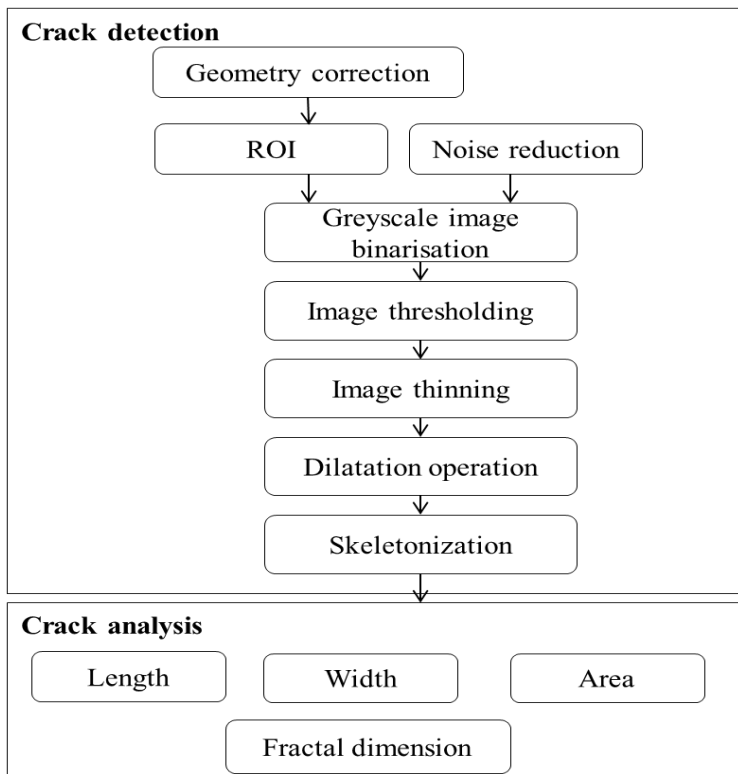 Crack detection
Geometry correction
ROI
Noise reduction
Greyscale image
binarisation
Image thresholding
Image thinning
Dilatation operation
Skeletonization
Crack analysis
Length
Width
Area
Fractal dimension